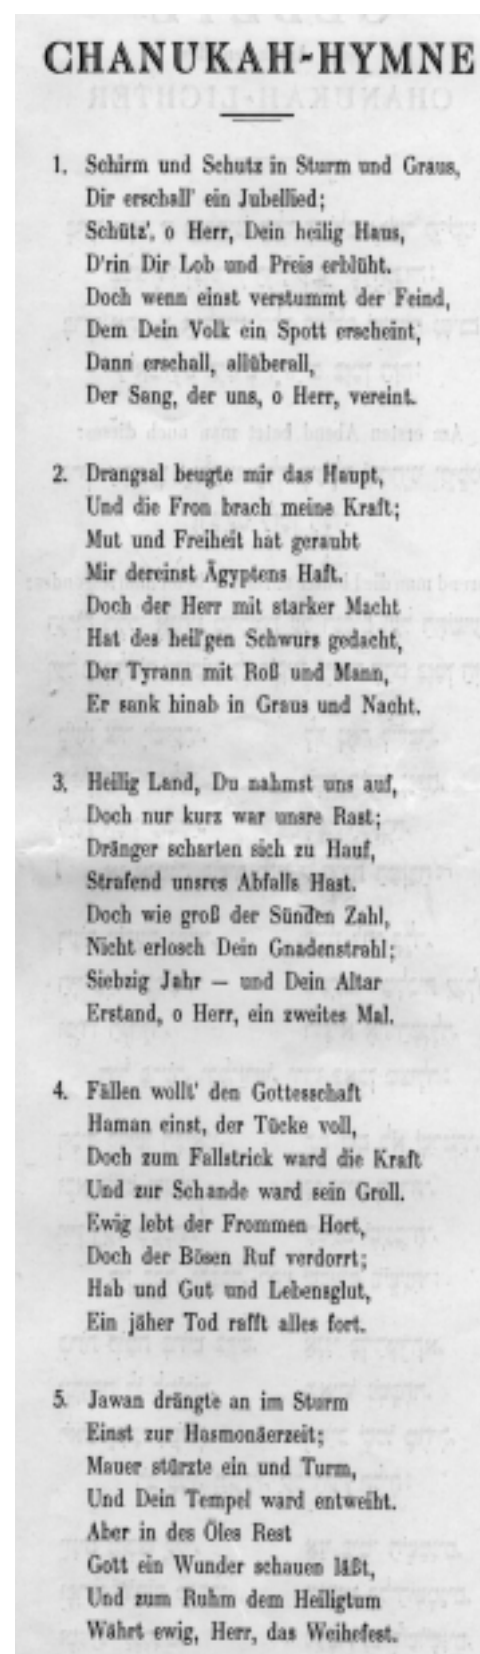 CHANUKAH-HYMNE
1. Schirm und Schutz in Sturm und Graus,
Dir erschall' ein Jubellied;
Schütz', o Herr, Dein heilig Haus,
D'rin Dir Lob und Preis erblüht.
Doch wenn einst verstummt der Feind,
Dem Dein Volk ein Spott erscheint,
Dann erschall, allüberall,
Der Sang, der uns, o Herr, vereint.
2. Drangsal beugte mir das Haupt,
Und die Fron brach meine Kraft;
Mut und Freiheit hat geraubt
Mir dereinst Ägyptens Haft.
Doch der Herr mit starker Macht
Hat des heil'gen Schwurs gedacht,
Der Tyrann mit Roß und Mann,
Er sank hinab in Graus und Nacht.
3. Heilig Land, Du nahmst uns auf,
Doch nur kurz war unsre Rast;
Dränger scharten sich zu Hauf,
Strafend unsres Abfalls Hast.
Doch wie groß der Sünden Zahl,
Nicht erlosch Dein Gnadenstrahl;
Siebzig Jahr — und Dein Altar
Erstand, o Herr, ein zweites Mal.
4. Fällen wollt' den Gottesschaft
Haman einst, der Tücke voll,
Doch zum Fallstrick ward die Kraft
Und zur Schande ward sein Groll.
Ewig lebt der Frommen Hort,
Doch der Bösen Ruf verdorrt;
Hab und Gut und Lebensglut,
Ein jäher Tod rafft alles fort.
5. Jawan drängte an im Sturm
Einst zur Hasmonäerzeit;
Mauer stürzte ein und Turm,
Und Dein Tempel ward entweiht.
Aber in des Öles Rest
Gott ein Wunder schauen läßt,
Und zum Ruhm dem Heiligtum
Währt ewig, Herr, das Weihefest.